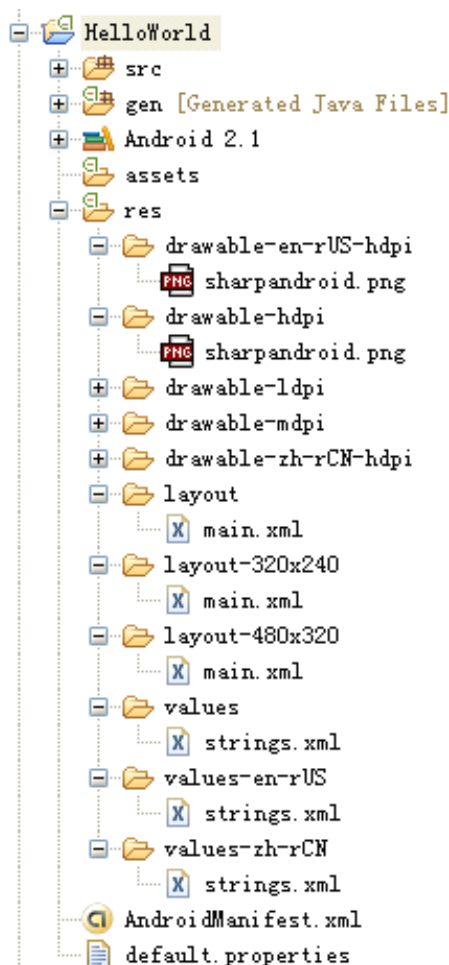 HelloWorld
src
gen [Generated Java Files]
Android 2.1
assets
res
drawable-en-rUS-hdpi
PNG sharpandroid.png
drawable-hdpi
PNG sharpandroid.png
drawable-ldpi
drawable-mdpi
drawable-zh-rCN-hdpi
layout
X main.xml
layout-320x240
X main.xml
layout-480x320
X main.xml
values
X strings.xml
values-en-rUS
X strings.xml
values-zh-rCN
X strings.xml
AndroidManifest.xml
default.properties